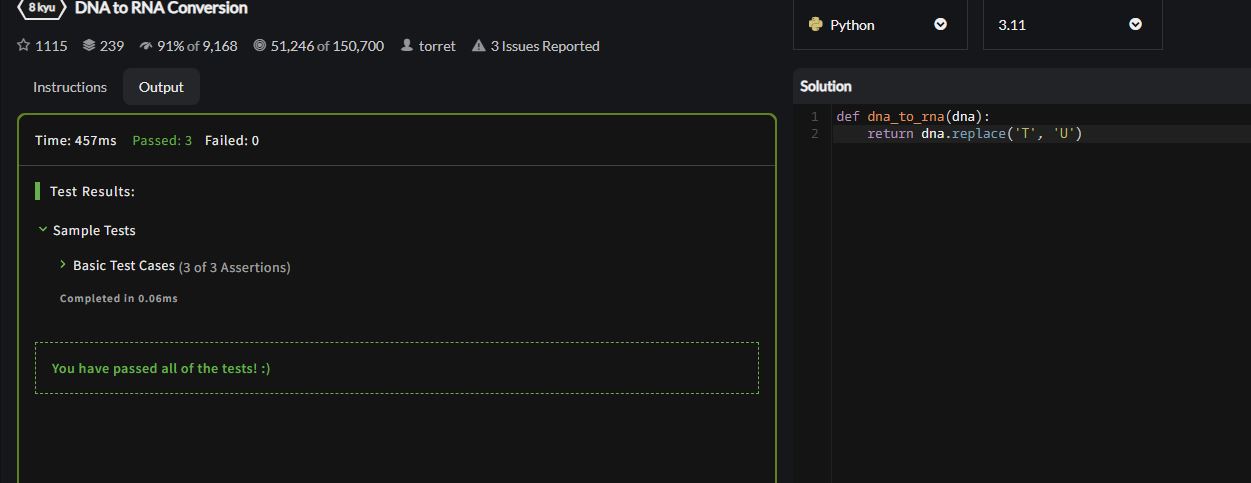 8 kyu DNA to RNA Conversion
1115 239 91% of 9,168 51,246 of 150,700 torret 3 Issues Reported
Python 3.11
Instructions Output
Solution
Time: 457ms Passed: 3 Failed: 0
1 def dna_to_rna(dna):
2 return dna.replace('T', 'U')
Test Results:
Sample Tests
Basic Test Cases (3 of 3 Assertions)
Completed in 0.06ms
You have passed all of the tests! :)